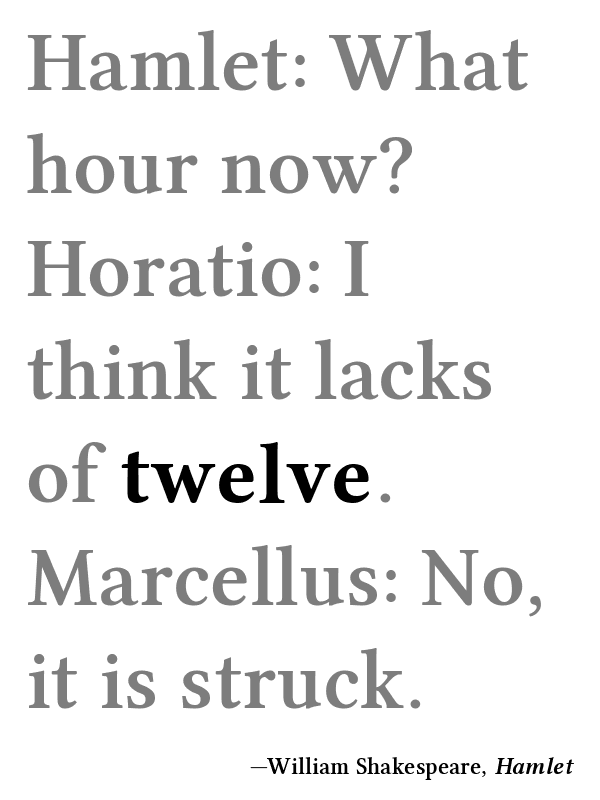 Hamlet: What
hour now?
Horatio: I
think it lacks
of twelve.
Marcellus: No,
it is struck.
—William Shakespeare, Hamlet